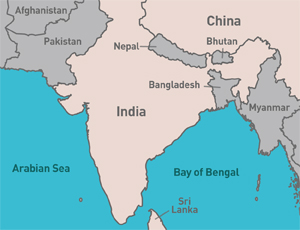 Afghanistan
China
Pakistan
Nepal
Bhutan
Bangladesh
India
Myanmar
Arabian Sea
Bay of Bengal
Sri
Lanka